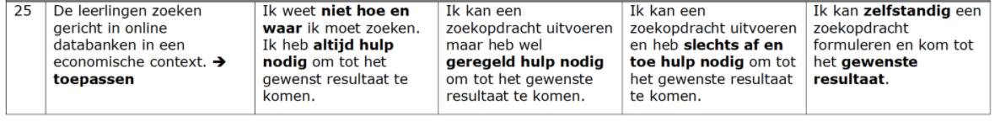 25
De leerlingen zoeken
gericht in online
databanken in een
economische context. ➔
toepassen
Ik weet niet hoe en
waar ik moet zoeken.
Ik heb altijd hulp
nodig om tot het
gewenst resultaat te
komen.
Ik kan een
zoekopdracht uitvoeren
maar heb wel
geregeld hulp nodig
om tot het gewenste
resultaat te komen.
Ik kan een
zoekopdracht uitvoeren
en heb slechts af en
toe hulp nodig om tot
het gewenste resultaat
te komen.
Ik kan zelfstandig een
zoekopdracht
formuleren en kom tot
het gewenste
resultaat.